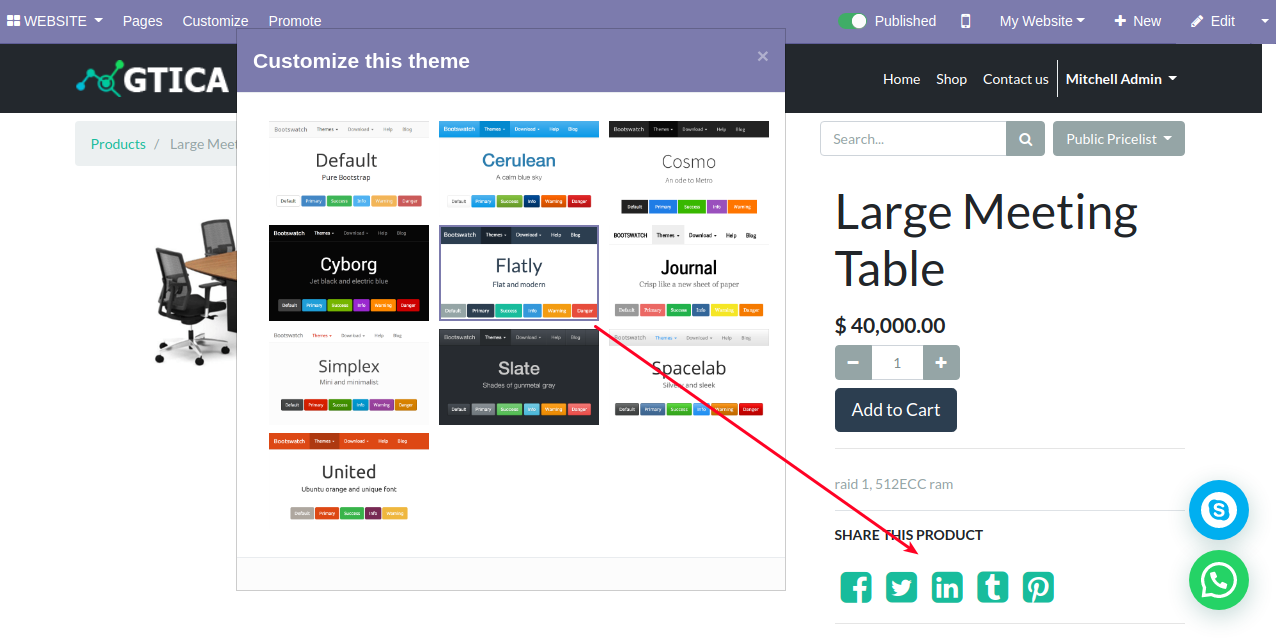 WEBSITE Pages Customize Promote Published My Website New Edit
Customize this theme ×
GTICA
Home Shop Contact us Mitchell Admin
Products / Large Meet
Search...
Public Pricelist
Bootswatch Themes Download Help Blog
Default
Pure Bootstrap
Default Primary Success Info Warning Danger
Bootswatch Themes Download Help Blog
Cerulean
A calm blue sky
Default Primary Success Info Warning Danger
Bootswatch Themes Download Help Blog
Cosmo
An ode to Metro
Default Primary Success Info Warning
Bootswatch Themes Download Help Blog
Cyborg
Jet black and electric blue
Default Primary Success Info Warning Danger
Bootswatch Themes Download Help Blog
Flatly
Flat and modern
Default Primary Success Info Warning Danger
BOOTSWATCH Themes Download Help Blog
Journal
Crisp like a new sheet of paper
Default Primary Success Info Warning Danger
Bootswatch Themes Download Help Blog
Simplex
Mini and minimalist
Default Primary Success Info Warning Danger
Bootswatch Themes Download Help Blog
Slate
Shades of gunmetal gray
Default Primary Success Info Warning Danger
Bootswatch Themes Download Help Blog
Spacelab
Silvery and sleek
Default Primary Success Info Warning Danger
Bootswatch Themes Download Help Blog
United
Ubuntu orange and unique font
Default Primary Success Info Warning
Large Meeting
Table
$ 40,000.00
1
Add to Cart
raid 1, 512ECC ram
SHARE THIS PRODUCT